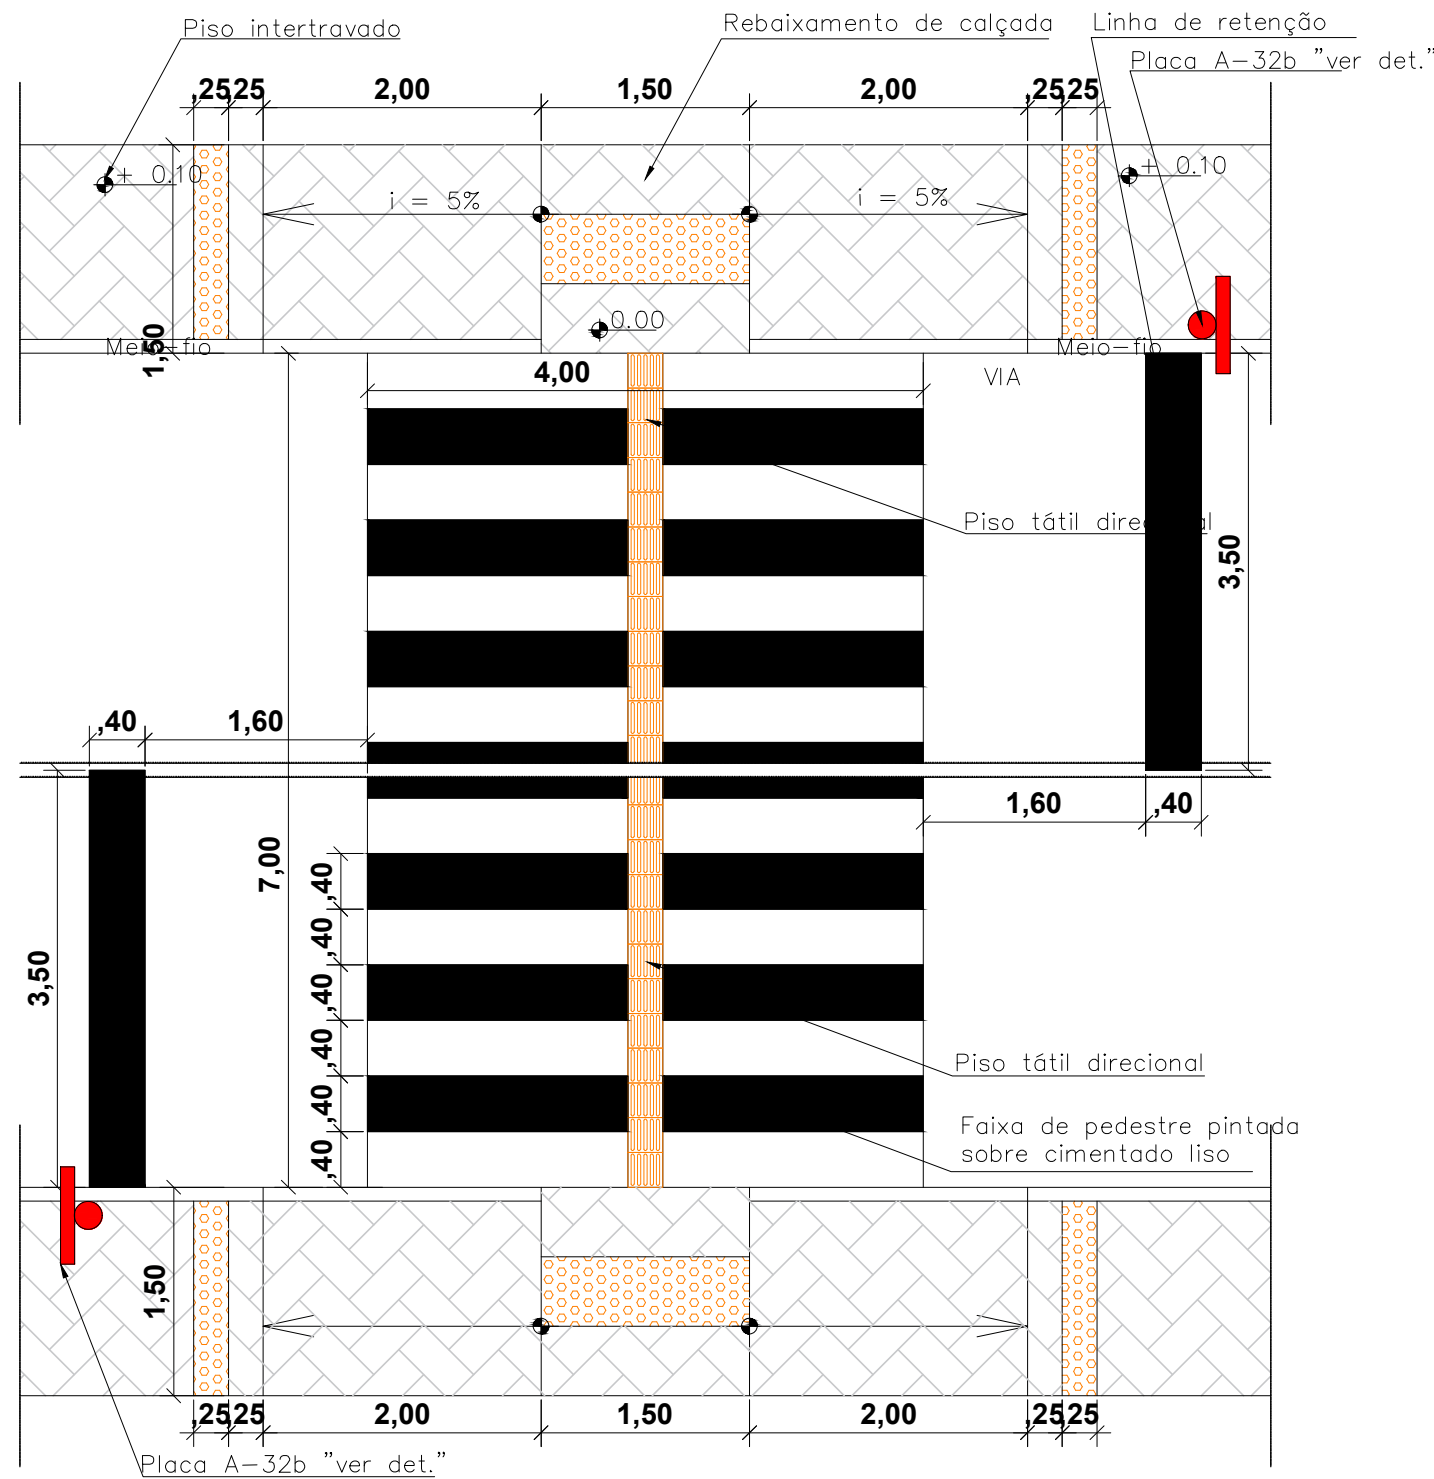 Piso intertravado
Rebaixamento de calçada
Linha de retenção
Placa A-32b "ver det."
,25 ,25 2,00 1,50 2,00 ,25 ,25
+ 0.10
+ 0.10
i = 5%
i = 5%
1,50
0.00
Meio-fio
Meio-fio
4,00
VIA
Piso tátil direcional
3,50
,40
1,60
1,60
,40
7,00
3,50
,40
,40
,40
,40
,40
,40
Piso tátil direcional
Faixa de pedestre pintada
sobre cimentado liso
1,50
,25 ,25 2,00 1,50 2,00 ,25 ,25
Placa A-32b "ver det."